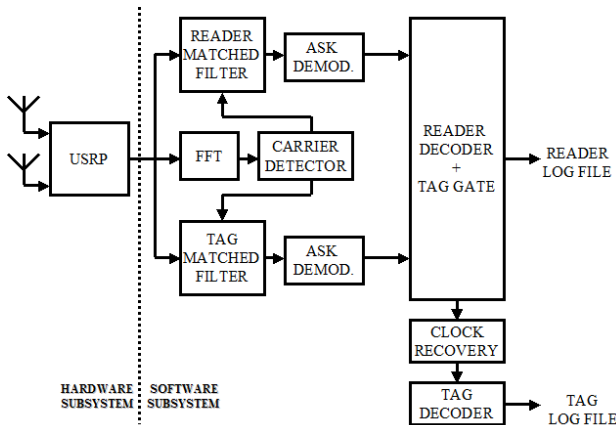 READER
MATCHED
FILTER
ASK
DEMOD.
USRP
FFT
CARRIER
DETECTOR
READER
DECODER
+
TAG GATE
READER
LOG FILE
TAG
MATCHED
FILTER
ASK
DEMOD.
CLOCK
RECOVERY
HARDWARE
SUBSYSTEM
SOFTWARE
SUBSYSTEM
TAG
DECODER
TAG
LOG FILE